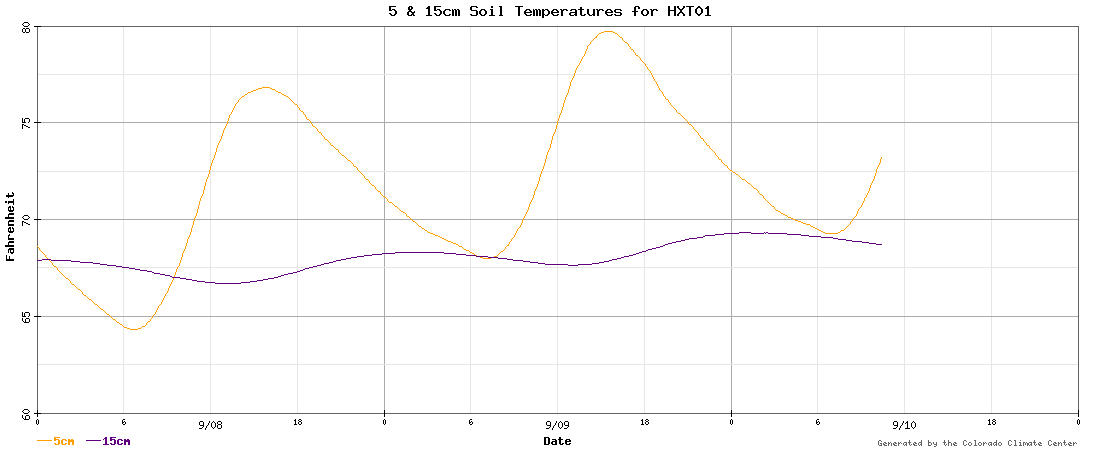 5 & 15cm Soil Temperatures for HXT01
80
75
70
65
60
Fahrenheit
0 6 9/08 18 0 6 9/09 18 0 6 9/10 18 0
Date
5cm 15cm
Generated by the Colorado Climate Center